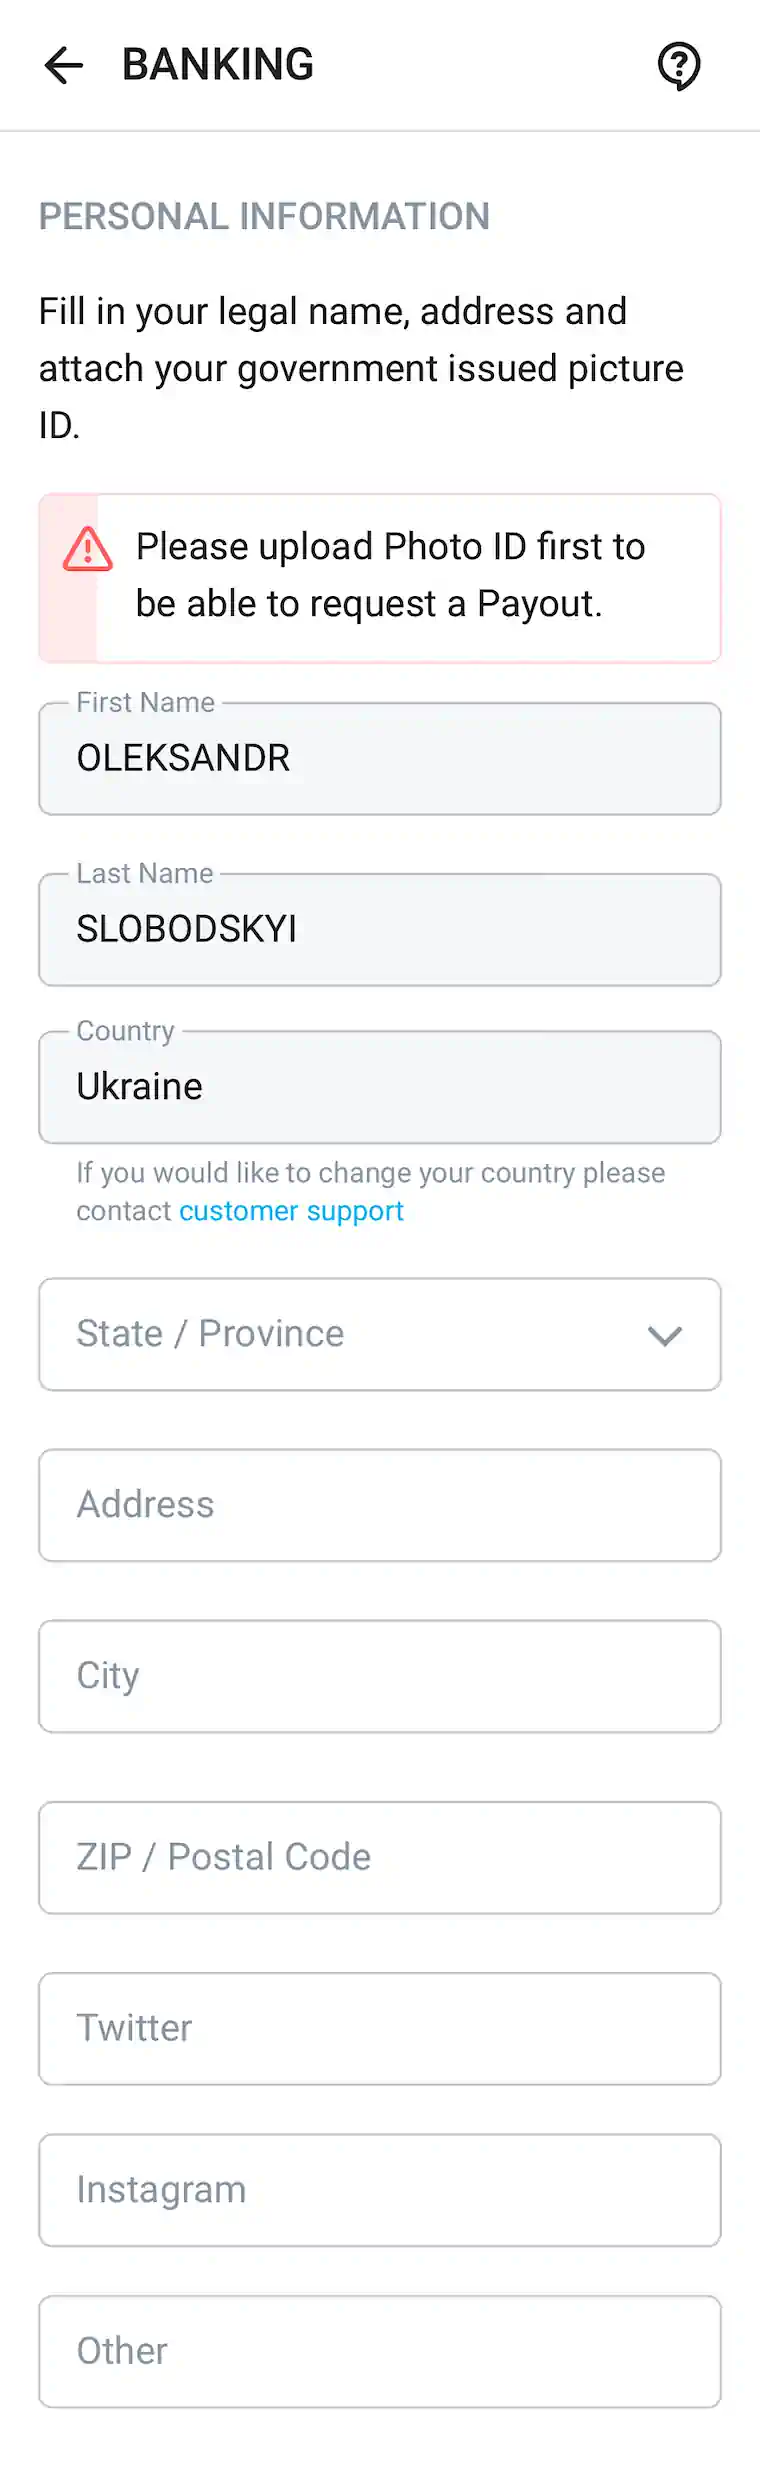 BANKING
PERSONAL INFORMATION
Fill in your legal name, address and
attach your government issued picture
ID.
Please upload Photo ID first to
be able to request a Payout.
First Name
OLEKSANDR
Last Name
SLOBODSKYI
Country
Ukraine
If you would like to change your country please
contact customer support
State / Province
Address
City
ZIP / Postal Code
Twitter
Instagram
Other